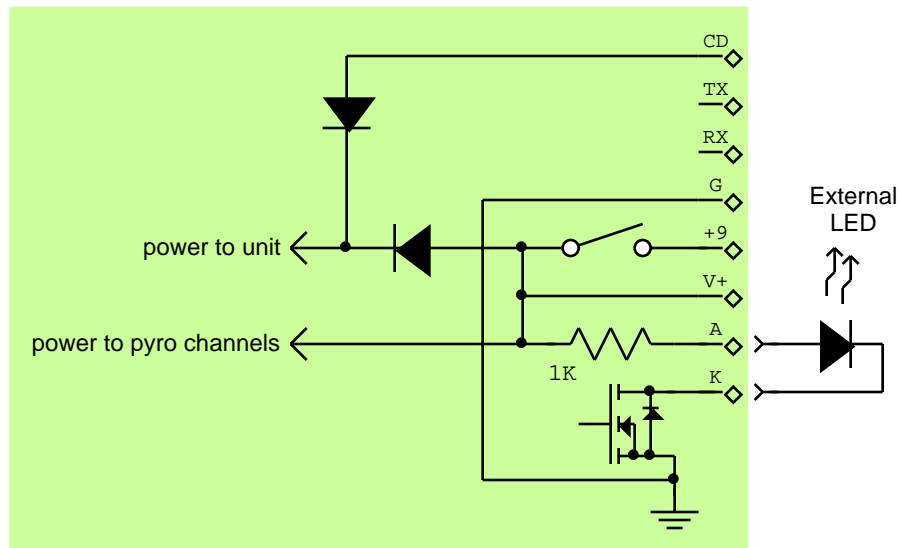 CD
TX
RX
G
External
LED
power to unit
+9
V+
power to pyro channels
A
1K
K